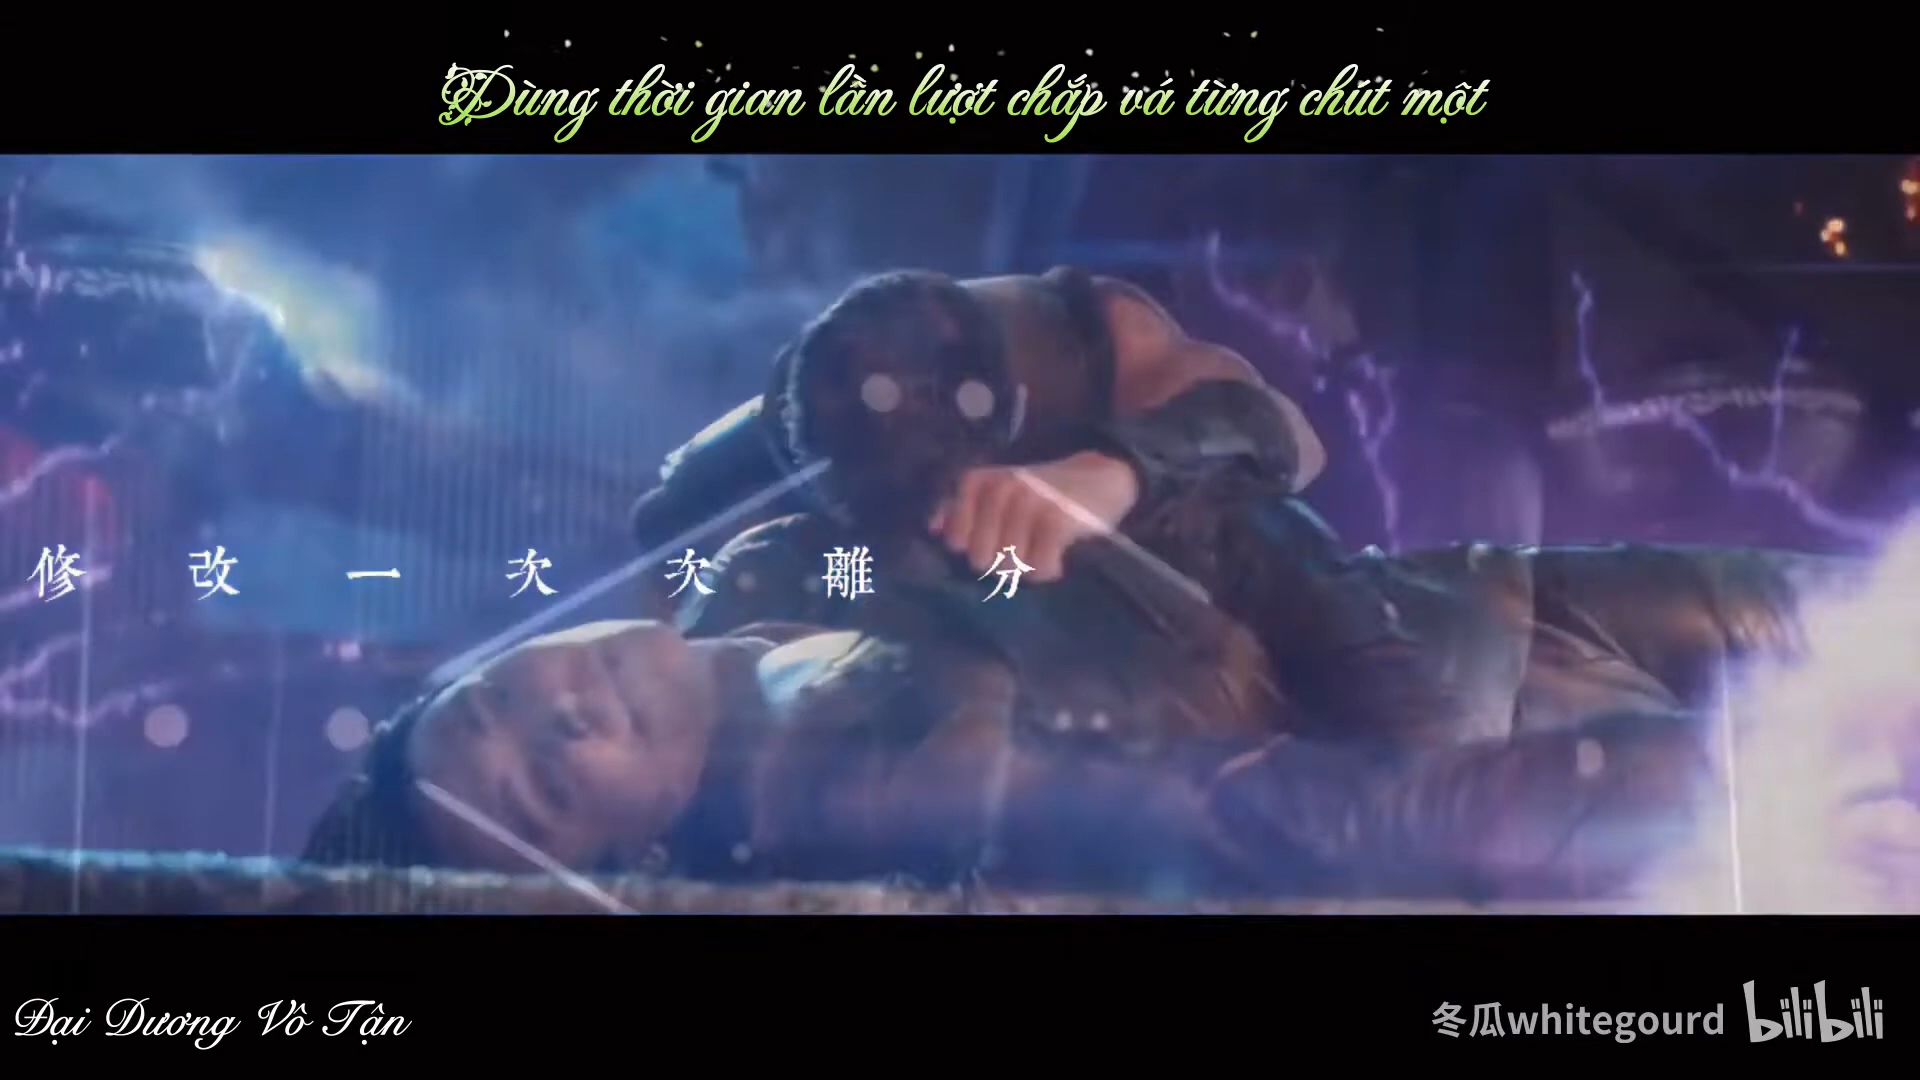 Dùng thời gian lần lượt chắp vá từng chút một
修改一次次離分
Đại Dương Vô Tận
冬瓜whitegourd bilibili